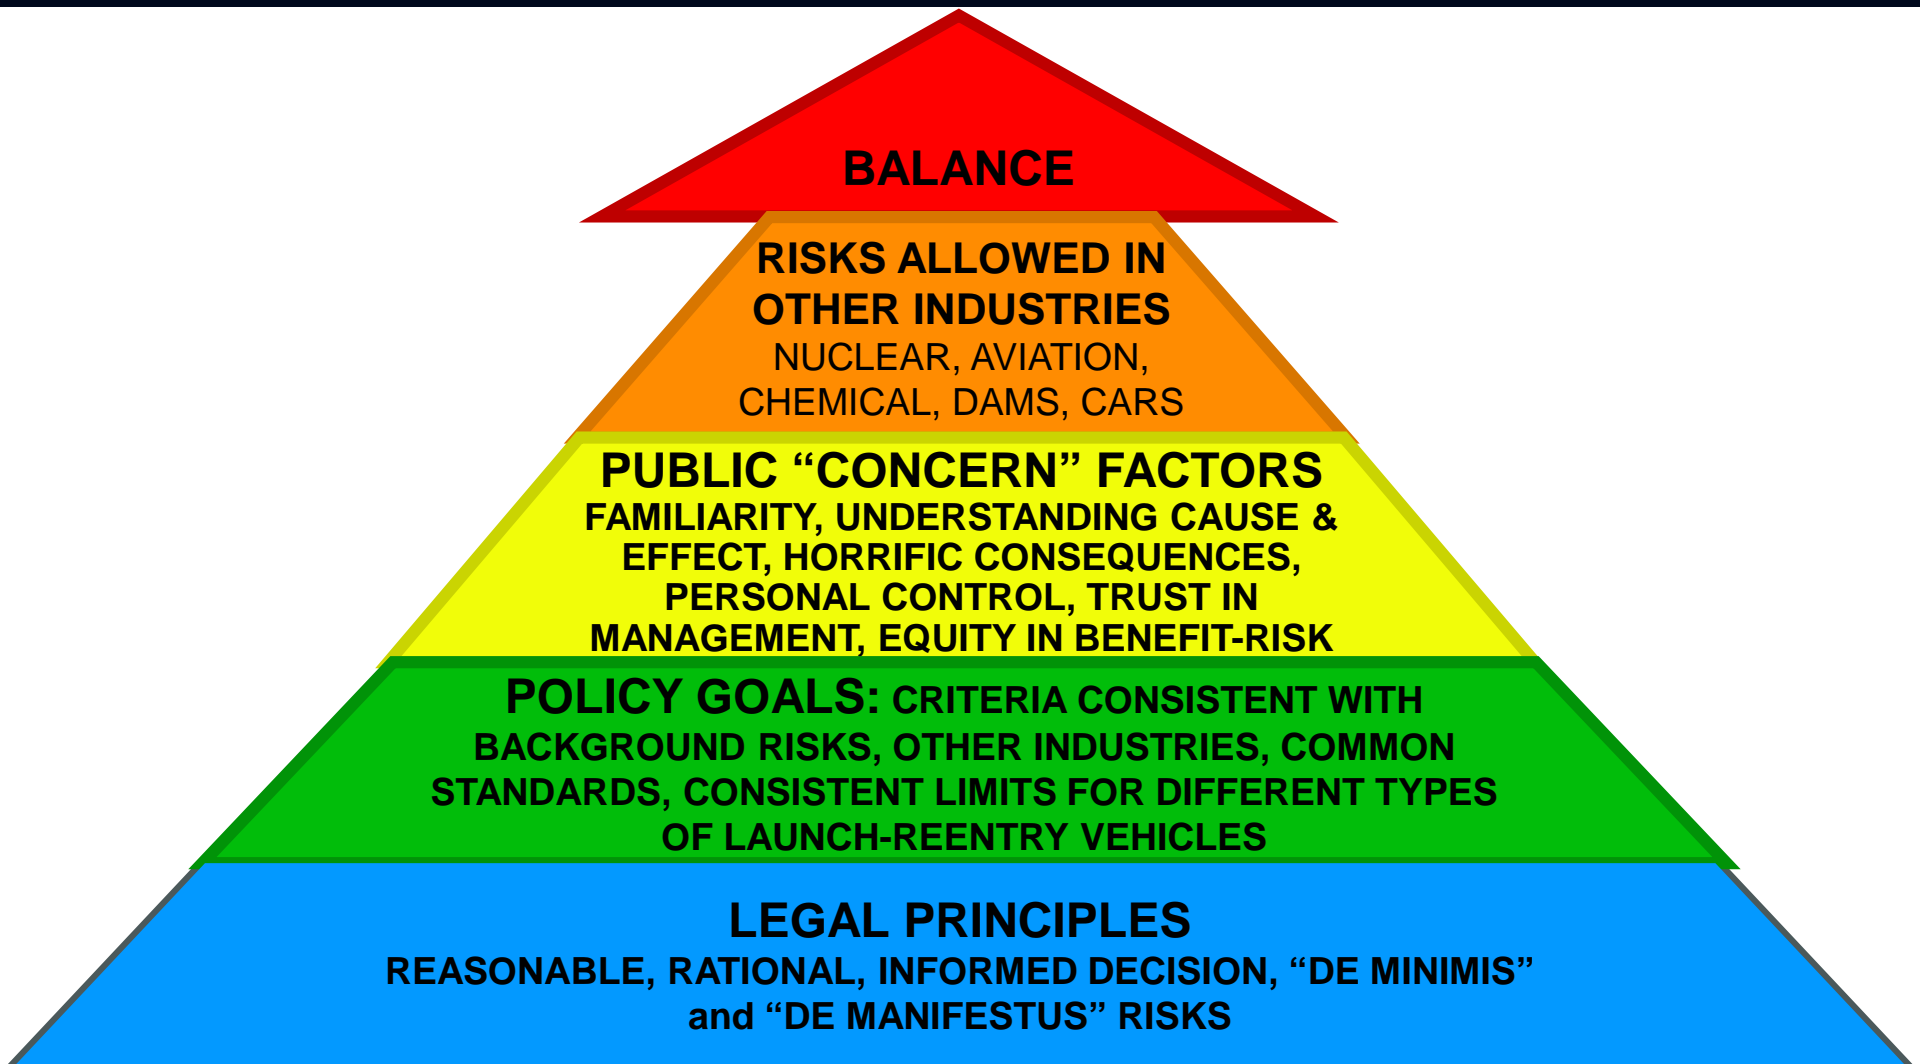 BALANCE
RISKS ALLOWED IN
OTHER INDUSTRIES
NUCLEAR, AVIATION,
CHEMICAL, DAMS, CARS
PUBLIC “CONCERN” FACTORS
FAMILIARITY, UNDERSTANDING CAUSE &
EFFECT, HORRIFIC CONSEQUENCES,
PERSONAL CONTROL, TRUST IN
MANAGEMENT, EQUITY IN BENEFIT-RISK
POLICY GOALS: CRITERIA CONSISTENT WITH
BACKGROUND RISKS, OTHER INDUSTRIES, COMMON
STANDARDS, CONSISTENT LIMITS FOR DIFFERENT TYPES
OF LAUNCH-REENTRY VEHICLES
LEGAL PRINCIPLES
REASONABLE, RATIONAL, INFORMED DECISION, “DE MINIMIS”
and “DE MANIFESTUS” RISKS